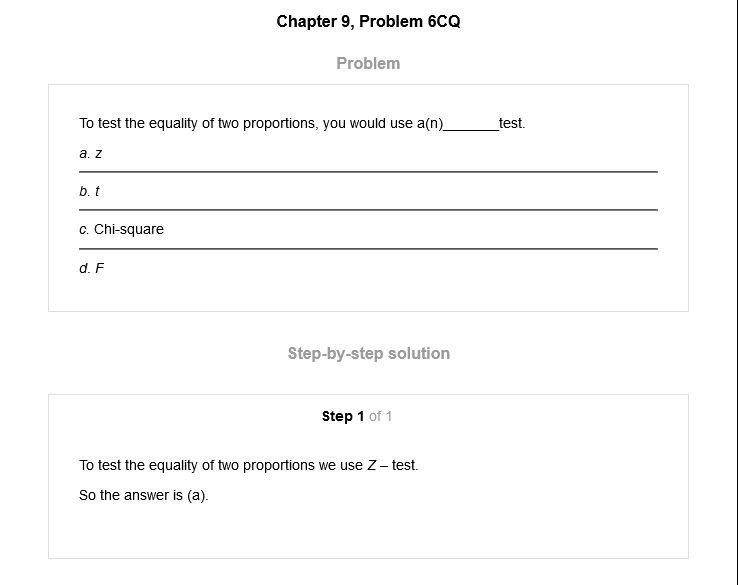 Chapter 9, Problem 6CQ
Problem
To test the equality of two proportions, you would use a(n)_______test.
a. z
b. t
c. Chi-square
d. F
Step-by-step solution
Step 1 of 1
To test the equality of two proportions we use Z – test.
So the answer is (a).